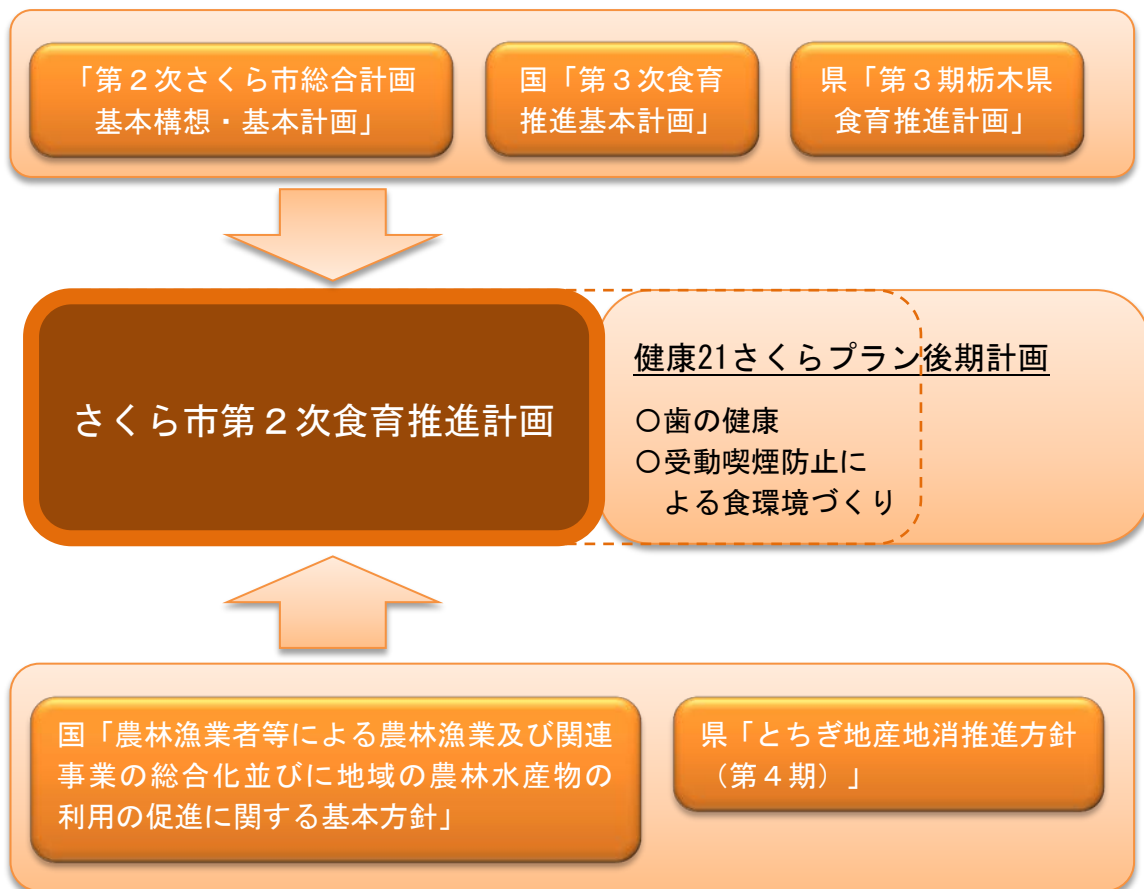 「第２次さくら市総合計画
基本構想・基本計画」
国「第３次食育
推進基本計画」
県「第３期栃木県
食育推進計画」
さくら市第２次食育推進計画
健康21さくらプラン後期計画
〇歯の健康
〇受動喫煙防止に
よる食環境づくり
国「農林漁業者等による農林漁業及び関連
事業の総合化並びに地域の農林水産物の
利用の促進に関する基本方針」
県「とちぎ地産地消推進方針
（第４期）」